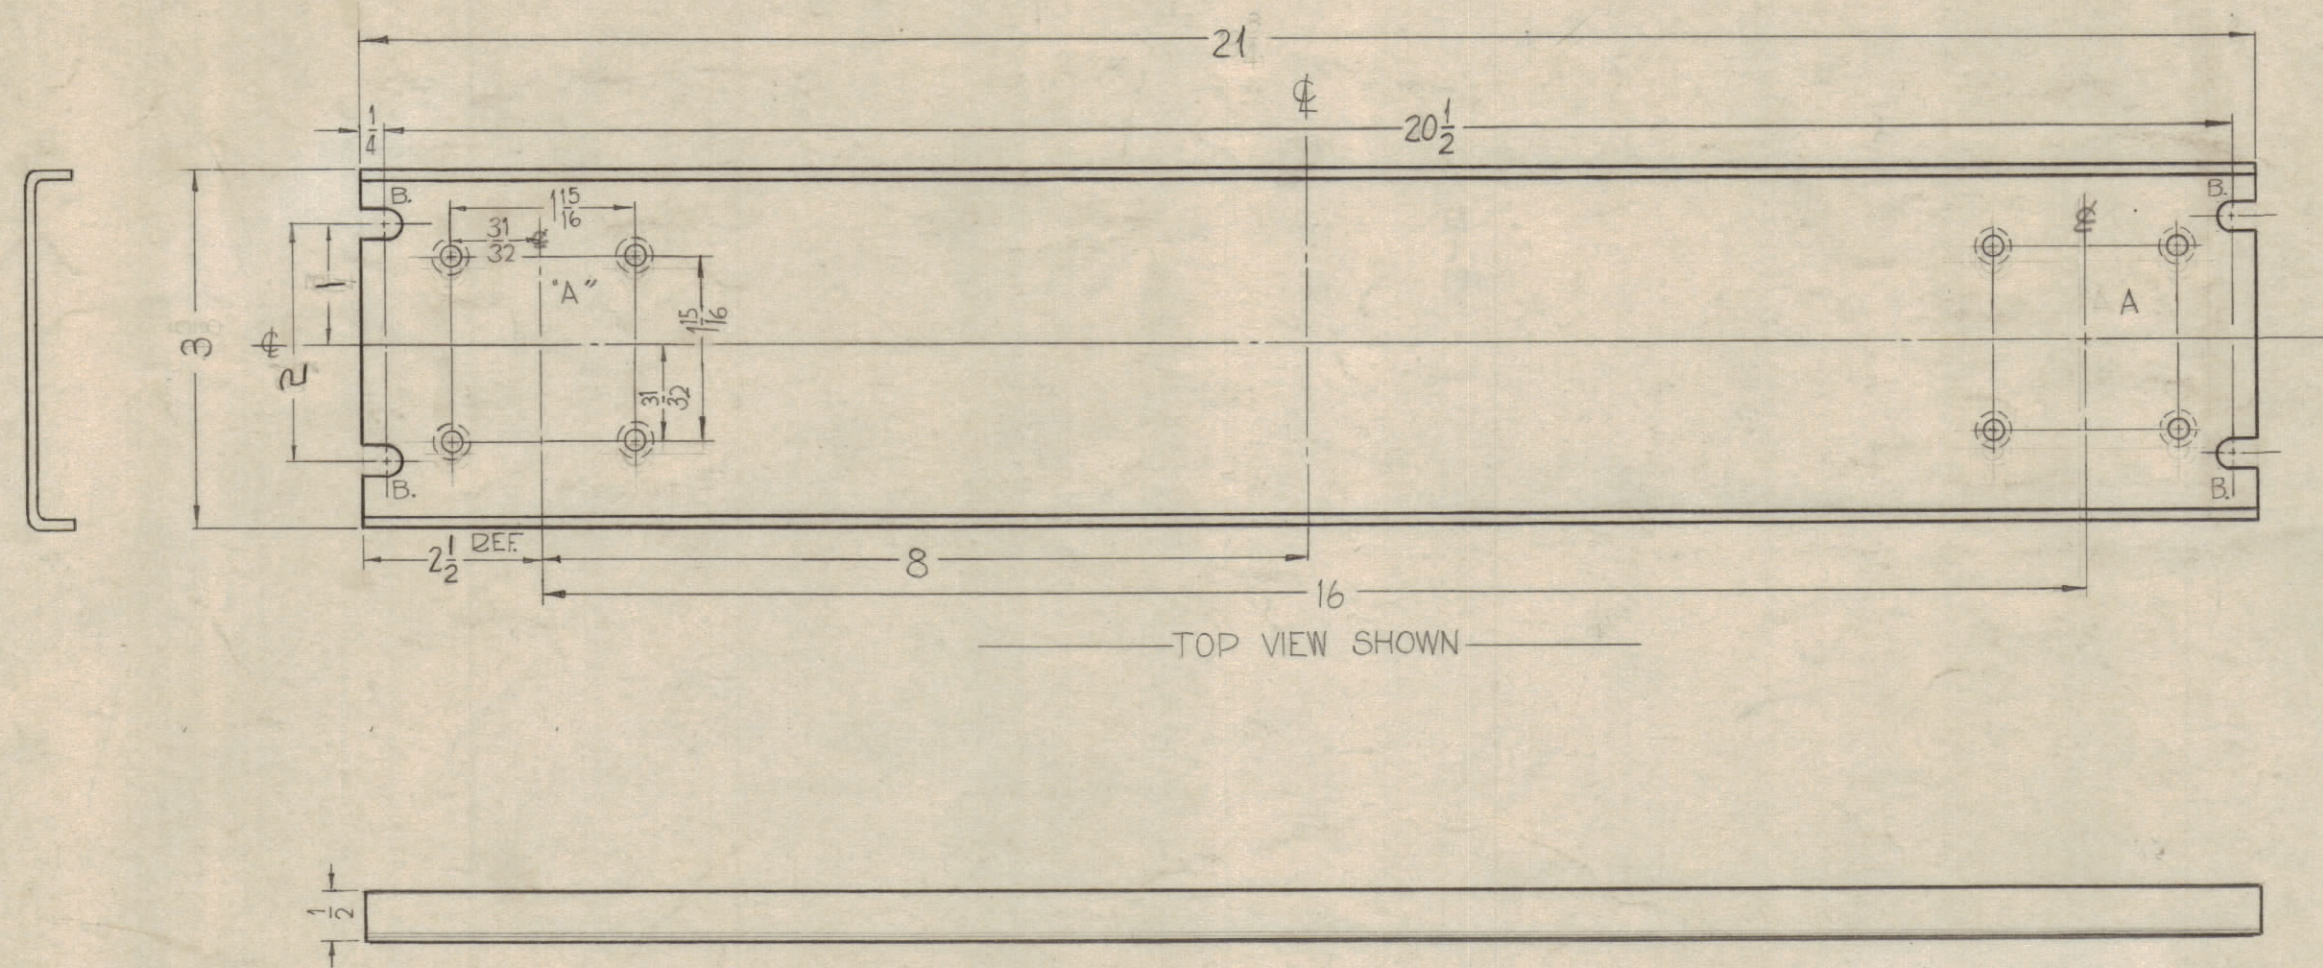 21
℄
1/4
20 1/2
B.
B.
1 15/16
31/32
"A"
1
1 15/16
A
3
℄
2
31/32
B.
B.
2 1/2 REF.
8
16
TOP VIEW SHOWN
1/2